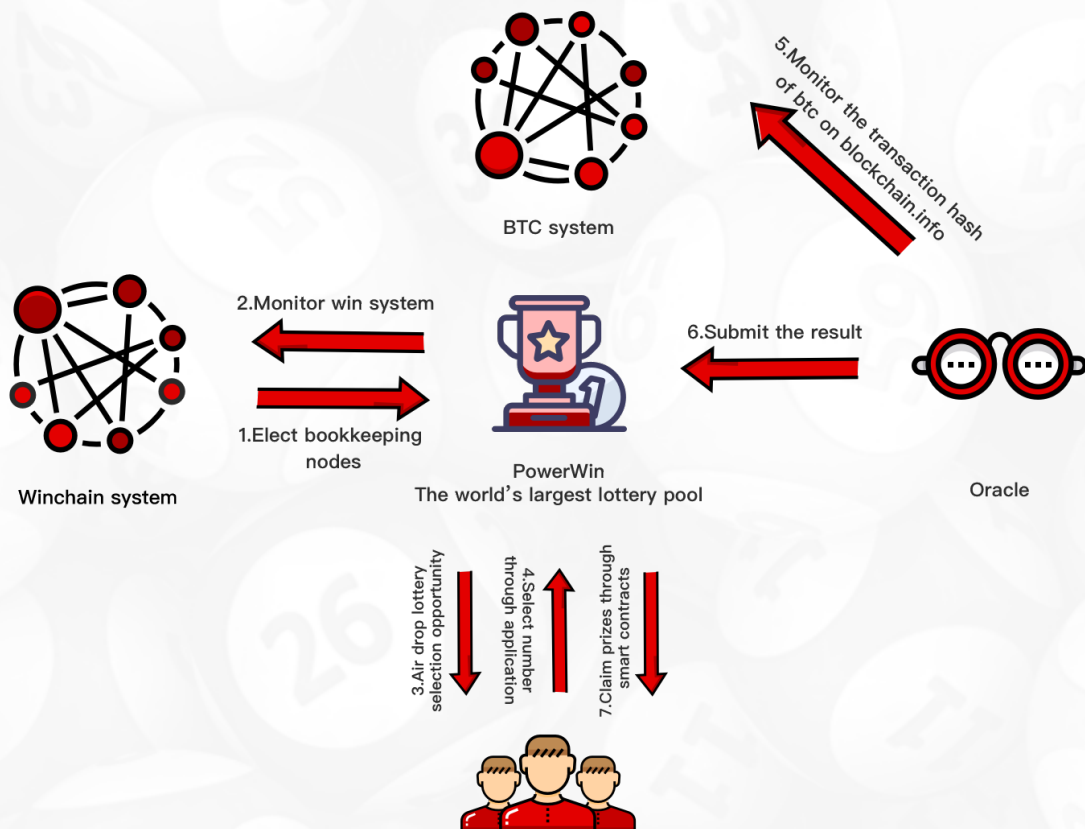 5.Monitor the transaction hash
of btc on blockchain.info
BTC system
2.Monitor win system
6.Submit the result
1.Elect bookkeeping
nodes
PowerWin
The world's largest lottery pool
Winchain system
Oracle
3.Air drop lottery
selection opportunity
4.Select number
through application
7.Claim prizes through
smart contracts
26